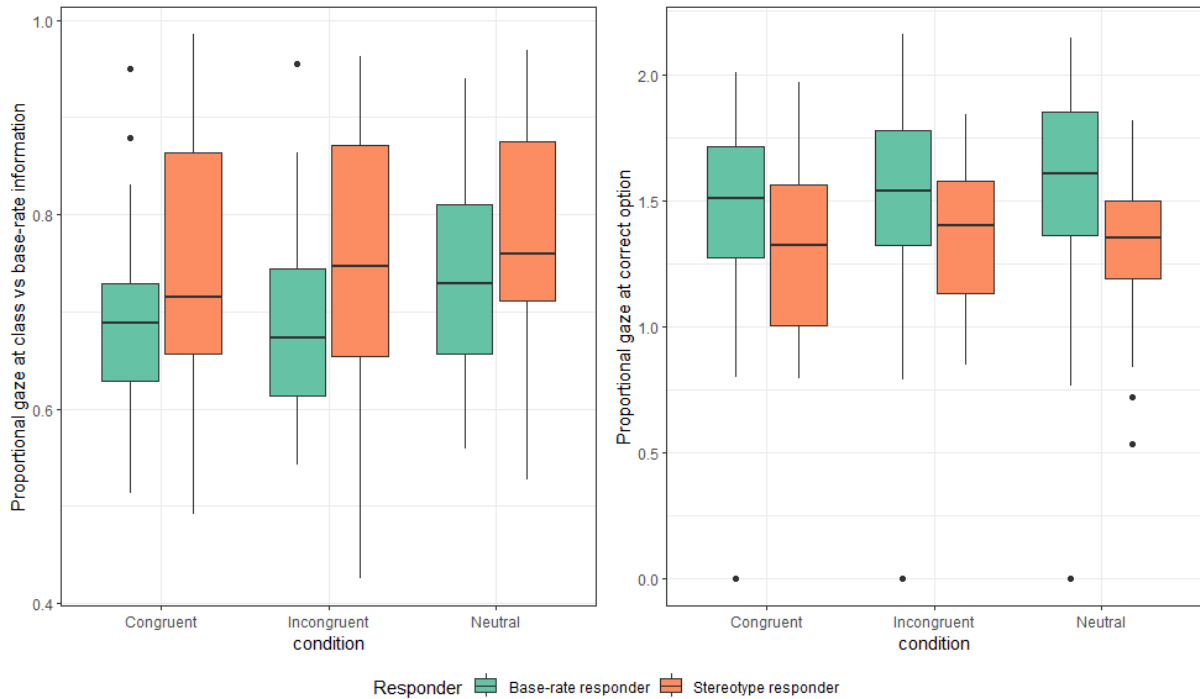 Proportional gaze at class vs base-rate information
1.0
0.8
0.6
0.4
Congruent Incongruent Neutral
condition
Proportional gaze at correct option
2.0
1.5
1.0
0.5
0.0
Congruent Incongruent Neutral
condition
Responder Base-rate responder Stereotype responder